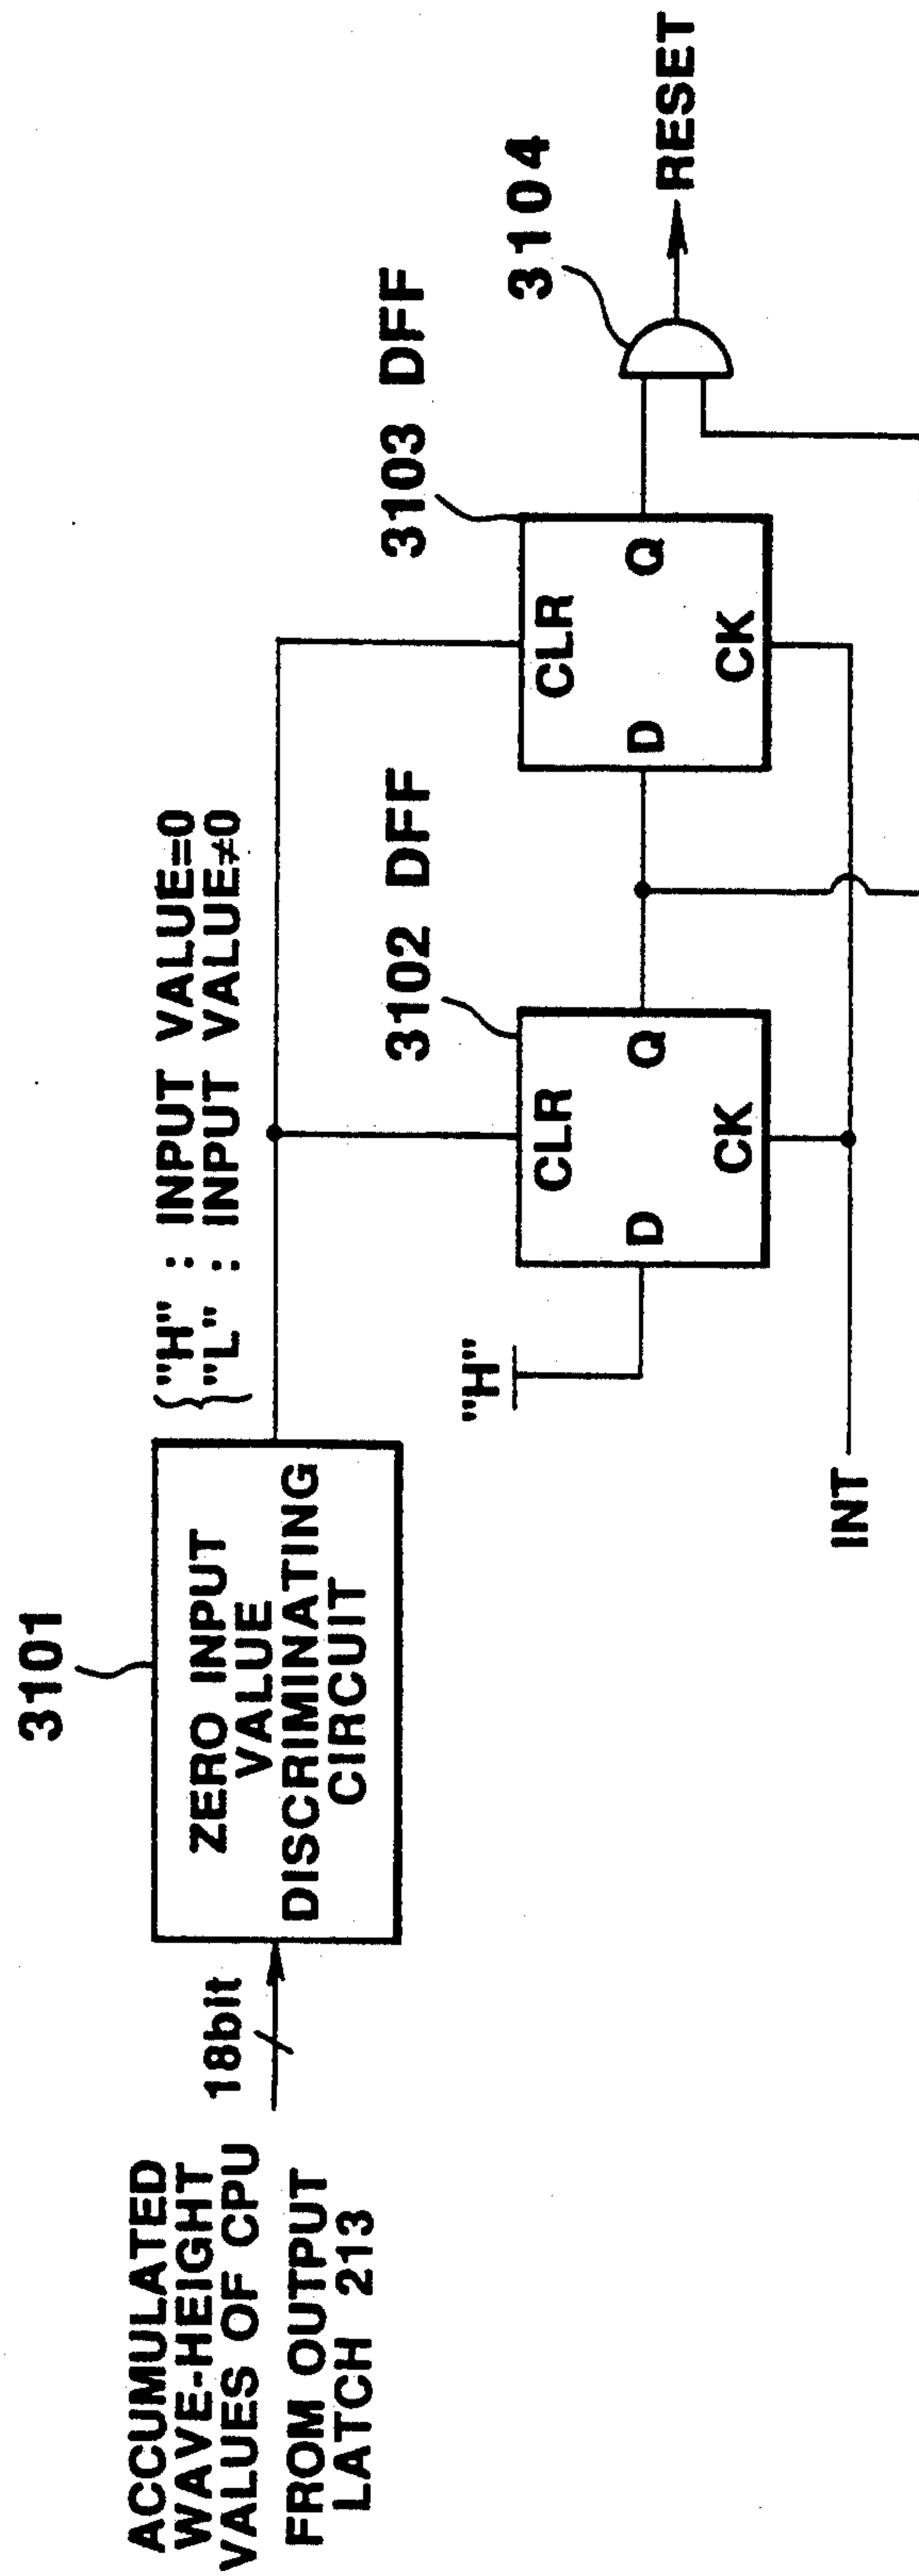 ACCUMULATED
WAVE-HEIGHT
VALUES OF CPU
FROM OUTPUT
LATCH 213
18bit
3101
ZERO INPUT
VALUE
DISCRIMINATING
CIRCUIT
"H" : INPUT VALUE=0
"L" : INPUT VALUE≠0
"H"
INT
3102 DFF
CLR
D
Q
CK
3103 DFF
CLR
D
Q
CK
3104
RESET